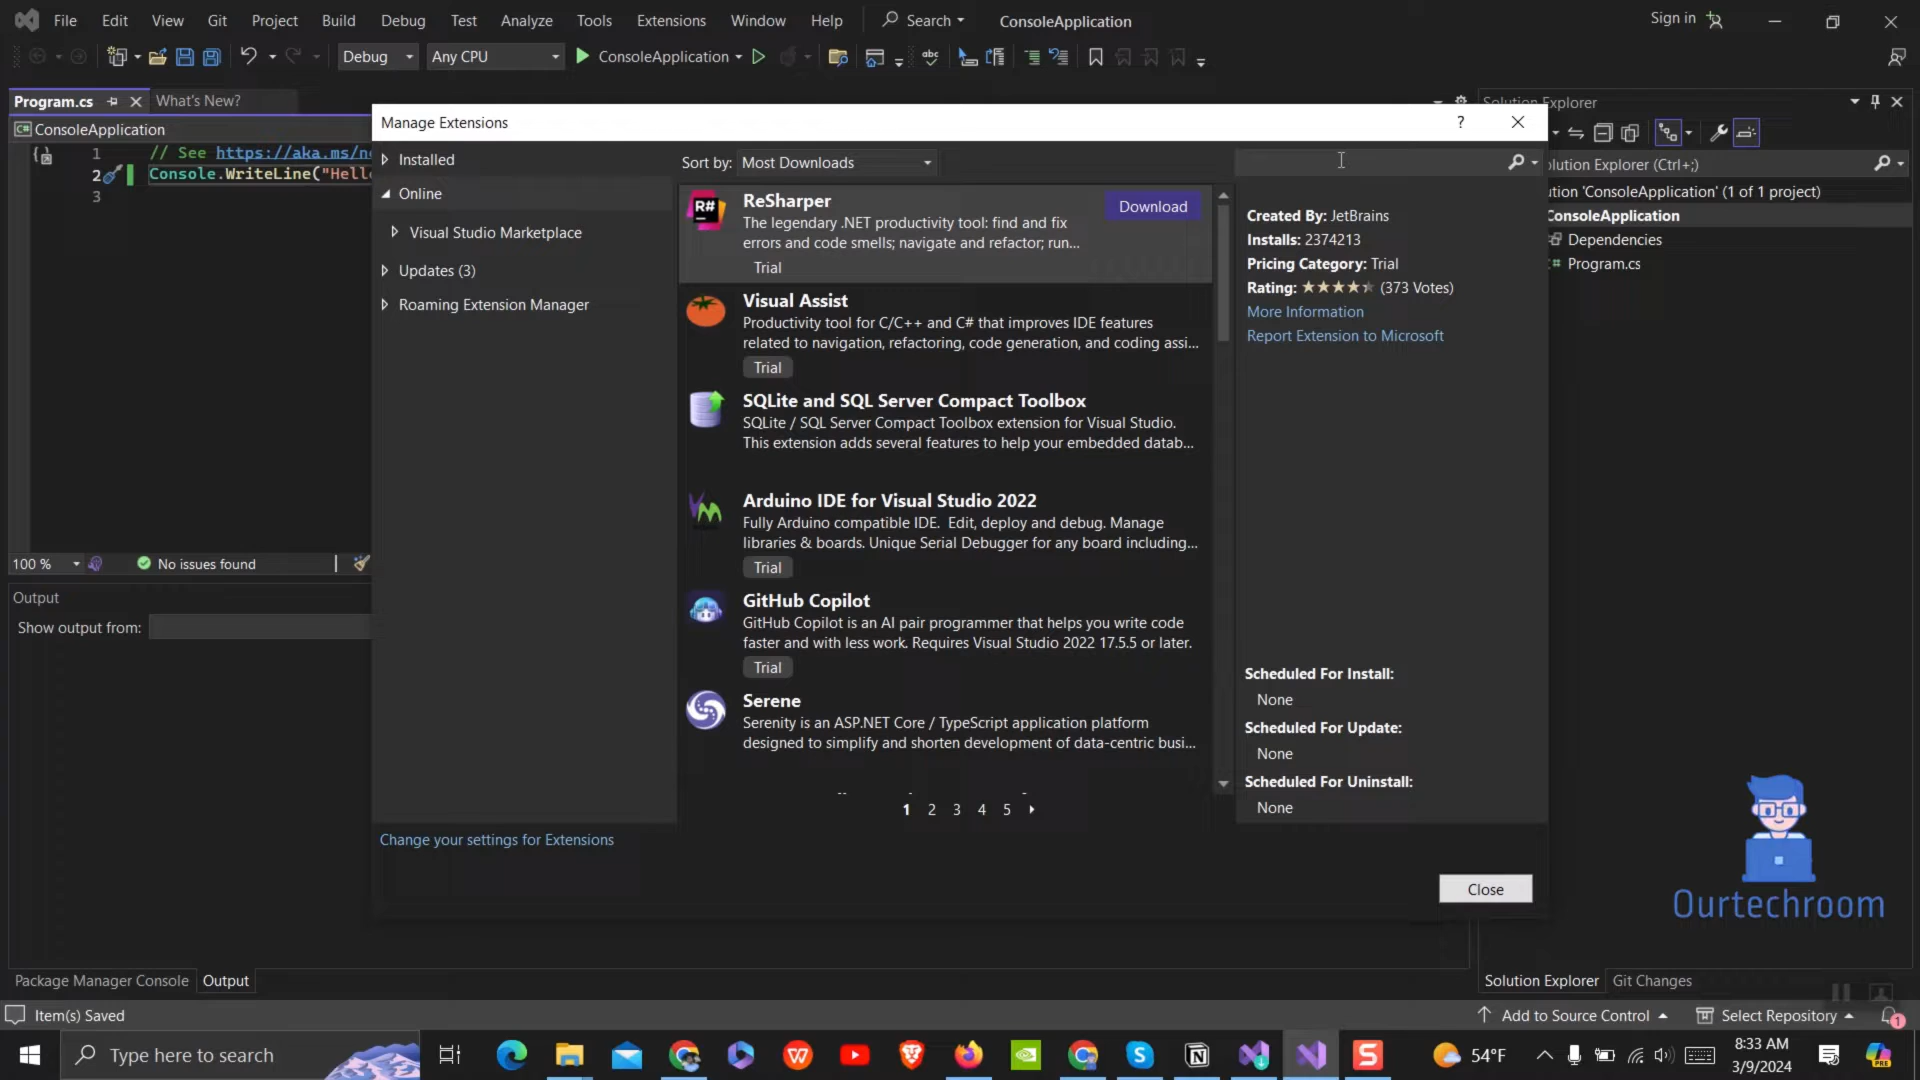 File Edit View Git Project Build Debug Test Analyze Tools Extensions Window Help Search ConsoleApplication Sign in
Debug Any CPU ConsoleApplication
Program.cs What's New?
Solution Explorer
ConsoleApplication
Manage Extensions
1 // See https://aka.ms/
2 Console.WriteLine("Hello
3
Installed
Online
Visual Studio Marketplace
Updates (3)
Roaming Extension Manager
Change your settings for Extensions
Sort by: Most Downloads
ReSharper
Download
The legendary .NET productivity tool: find and fix
errors and code smells; navigate and refactor; run...
Trial
Visual Assist
Productivity tool for C/C++ and C# that improves IDE features
related to navigation, refactoring, code generation, and coding assi...
Trial
SQLite and SQL Server Compact Toolbox
SQLite / SQL Server Compact Toolbox extension for Visual Studio.
This extension adds several features to help your embedded datab...
Arduino IDE for Visual Studio 2022
Fully Arduino compatible IDE. Edit, deploy and debug. Manage
libraries & boards. Unique Serial Debugger for any board including...
Trial
GitHub Copilot
GitHub Copilot is an AI pair programmer that helps you write code
faster and with less work. Requires Visual Studio 2022 17.5.5 or later.
Trial
Serene
Serenity is an ASP.NET Core / TypeScript application platform
designed to simplify and shorten development of data-centric busi...
1 2 3 4 5
Created By: JetBrains
Installs: 2374213
Pricing Category: Trial
Rating: (373 Votes)
More Information
Report Extension to Microsoft
Scheduled For Install:
None
Scheduled For Update:
None
Scheduled For Uninstall:
None
Close
olution Explorer (Ctrl+;)
ution 'ConsoleApplication' (1 of 1 project)
ConsoleApplication
Dependencies
Program.cs
100 % No issues found
Output
Show output from:
Ourtechroom
Package Manager Console Output
Solution Explorer Git Changes
Item(s) Saved
Add to Source Control Select Repository 1
Type here to search
54°F
8:33 AM
3/9/2024